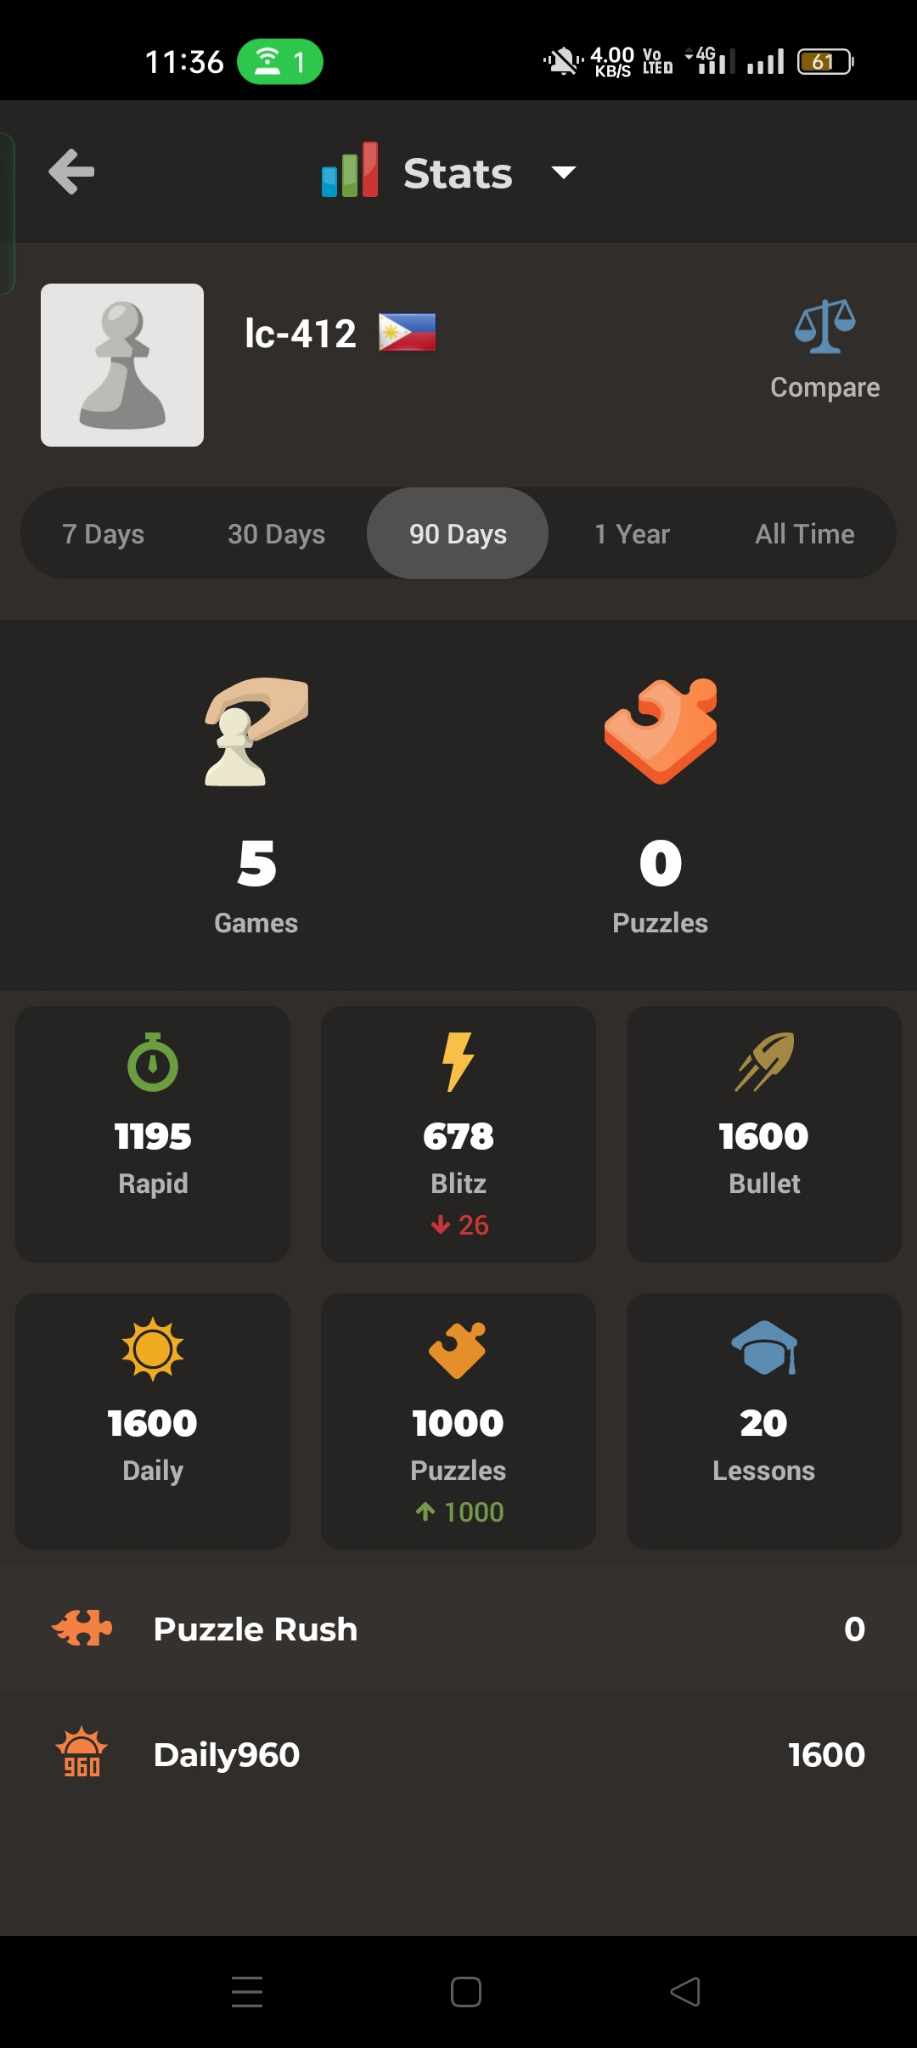 11:36 1 4.00 KB/S Vo LTE D 4G 61
Stats
lc-412
Compare
7 Days 30 Days 90 Days 1 Year All Time
5 0
Games Puzzles
1195 678 1600
Rapid Blitz Bullet
26
1600 1000 20
Daily Puzzles Lessons
1000
Puzzle Rush 0
960 Daily960 1600